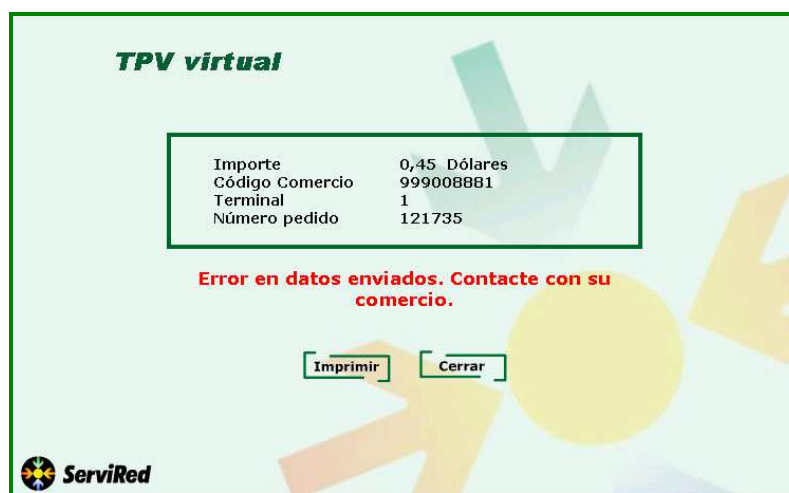 TPV virtual
Importe 0,45 Dólares
Código Comercio 999008881
Terminal 1
Número pedido 121735
Error en datos enviados. Contacte con su
comercio.
Imprimir Cerrar
ServiRed